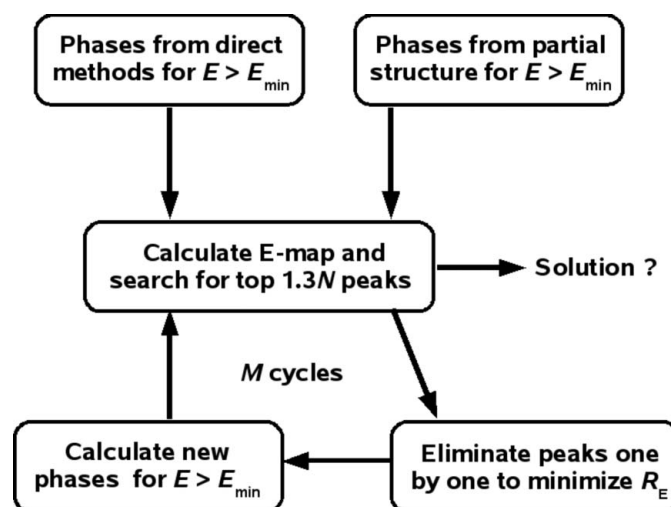 Phases from direct
methods for E > Emin
Phases from partial
structure for E > Emin
Calculate E-map and
search for top 1.3N peaks
Solution ?
M cycles
Calculate new
phases for E > Emin
Eliminate peaks one
by one to minimize RE